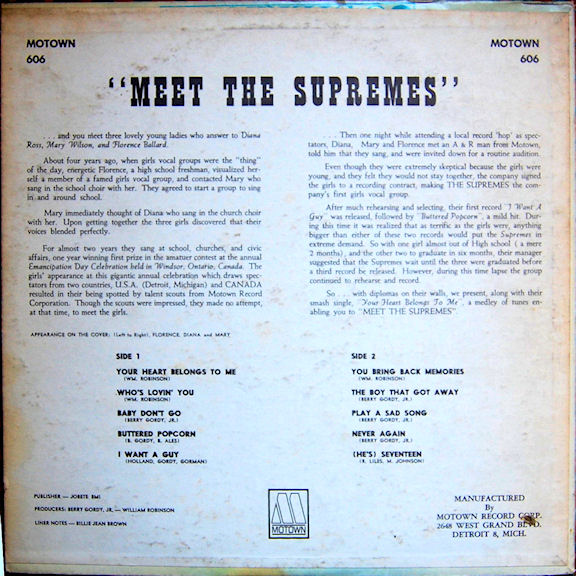 MOTOWN
606
MOTOWN
606
"MEET THE SUPREMES"
. . . and you meet three lovely young ladies who answer to Diana
Ross, Mary Wilson, and Florence Ballard.
About four years ago, when girls vocal groups were the "thing"
of the day, energetic Florence, a high school freshman, visualized her-
self a member of a famed girls vocal group, and contacted Mary who
sang in the school choir with her. They agreed to start a group to sing
in and around school.
Mary immediately thought of Diana who sang in the church choir
with her. Upon getting together the three girls discovered that their
voices blended perfectly.
For almost two years they sang at school, churches, and civic
affairs, one year winning first prize in the amatuer contest at the annual
Emancipation Day Celebration held in Windsor, Ontario, Canada. The
girls' appearance at this gigantic annual celebration which draws spec-
tators from two countries, U.S.A. (Detroit, Michigan) and CANADA
resulted in their being spotted by talent scouts from Motown Record
Corporation. Though the scouts were impressed, they made no attempt,
at that time, to meet the girls.
. . . Then one night while attending a local record 'hop' as spec-
tators, Diana, Mary and Florence met an A & R man from Motown,
told him that they sang, and were invited down for a routine audition.
Even though they were extremely skeptical because the girls were
young, and they felt they would not stay together, the company signed
the girls to a recording contract, making THE SUPREMES the com-
pany's first girls vocal group.
After much rehearsing and selecting, their first record "I Want A
Guy" was released, followed by "Buttered Popcorn", a mild hit. Dur-
ing this time it was realized that as terrific as the girls were, anything
bigger than either of these two records would put the Supremes in
extreme demand. So with one girl almost out of High school ( a mere
2 months), and the other two to graduate in six months, their manager
suggested that the Supremes wait until the three were graduated before
a third record be released. However, during this time lapse the group
continued to rehearse and record.
So . . . with diplomas on their walls, we present, along with their
smash single, "Your Heart Belongs To Me", a medley of tunes en-
abling you to "MEET THE SUPREMES".
APPEARANCE ON THE COVER: (Left to Right), FLORENCE, DIANA and MARY
SIDE 1
YOUR HEART BELONGS TO ME
(WM. ROBINSON)
WHO'S LOVIN' YOU
(WM. ROBINSON)
BABY DON'T GO
(BERRY GORDY, JR.)
BUTTERED POPCORN
(B. GORDY, B. ALES)
I WANT A GUY
(HOLLAND, GORDY, GORMAN)
SIDE 2
YOU BRING BACK MEMORIES
(WM. ROBINSON)
THE BOY THAT GOT AWAY
(BERRY GORDY, JR.)
PLAY A SAD SONG
(BERRY GORDY, JR.)
NEVER AGAIN
(BERRY GORDY, JR.)
(HE'S) SEVENTEEN
(R. LILES, M. JOHNSON)
PUBLISHER — JOBETE BMI
PRODUCERS: BERRY GORDY, JR. — WILLIAM ROBINSON
LINER NOTES — BILLIE JEAN BROWN
M
MOTOWN
MANUFACTURED
By
MOTOWN RECORD CORP.
2648 WEST GRAND BLVD.
DETROIT 8, MICH.